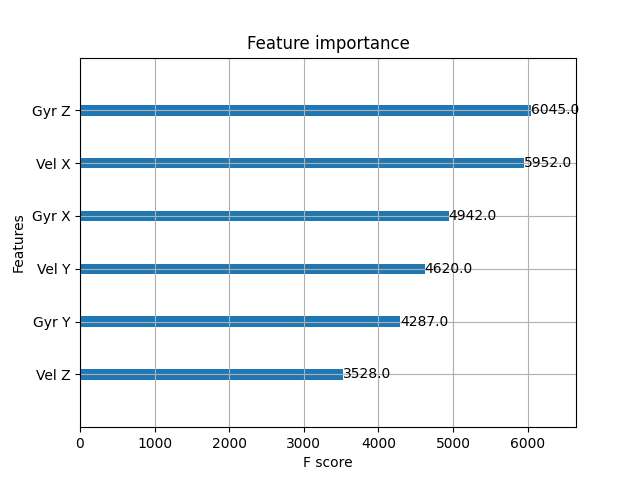 Feature importance
Gyr Z 6045.0
Vel X 5952.0
Gyr X 4942.0
Vel Y 4620.0
Gyr Y 4287.0
Vel Z 3528.0
Features
0 1000 2000 3000 4000 5000 6000
F score